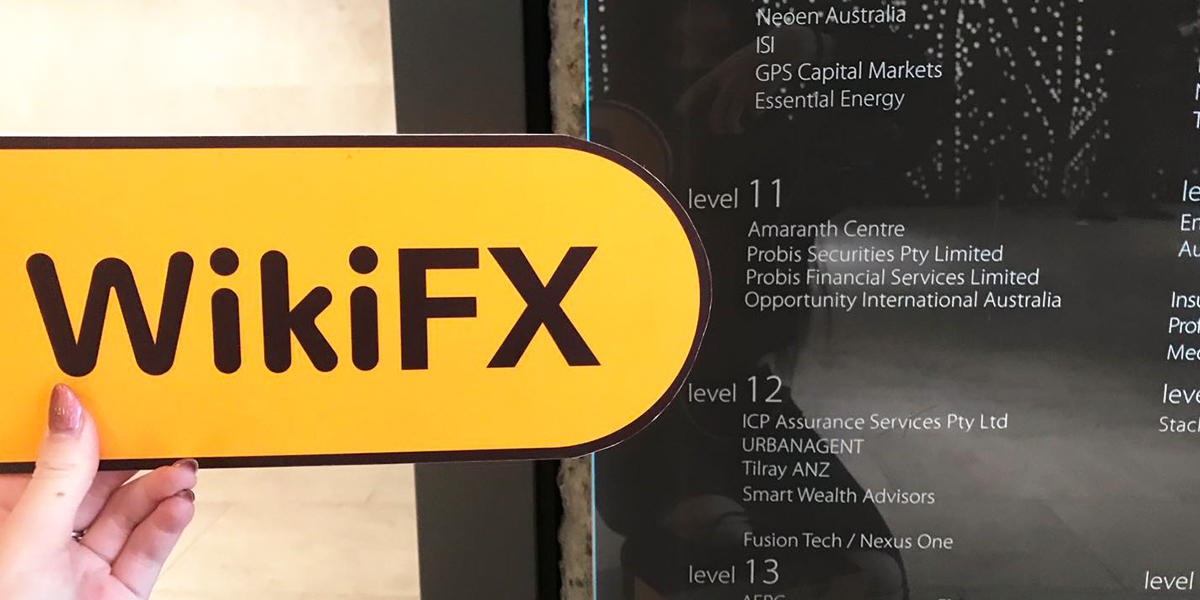 WikiFX
Neoen Australia
ISI
GPS Capital Markets
Essential Energy
level 11
Amaranth Centre
Probis Securities Pty Limited
Probis Financial Services Limited
Opportunity International Australia
level 12
ICP Assurance Services Pty Ltd
URBANAGENT
Tilray ANZ
Smart Wealth Advisors
Fusion Tech / Nexus One
level 13
level